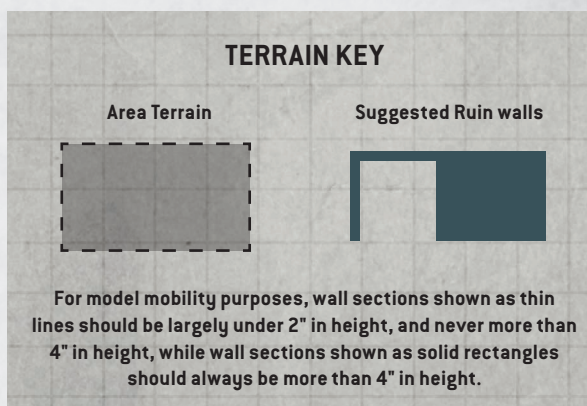 TERRAIN KEY
Area Terrain
Suggested Ruin walls
For model mobility purposes, wall sections shown as thin
lines should be largely under 2" in height, and never more than
4" in height, while wall sections shown as solid rectangles
should always be more than 4" in height.